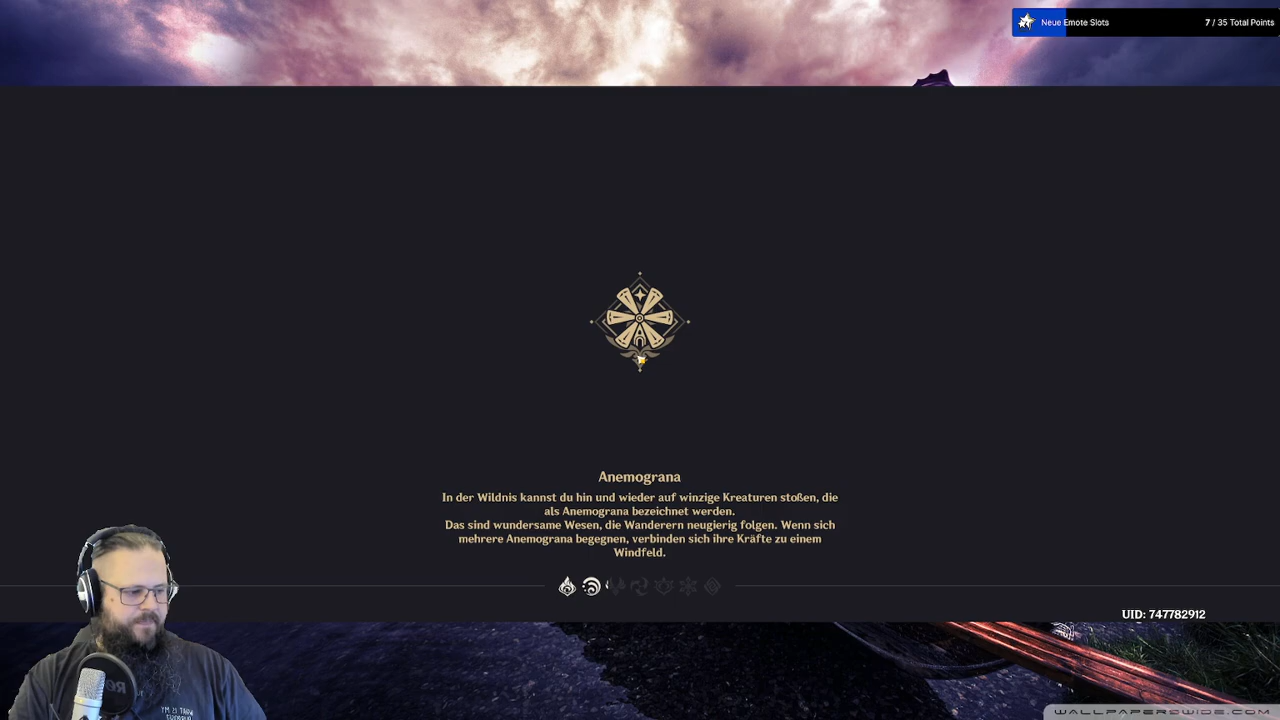 Neue Emote Slots
7 / 35 Total Points
Anemograna
In der Wildnis kannst du hin und wieder auf winzige Kreaturen stoßen, die
als Anemograna bezeichnet werden.
Das sind wundersame Wesen, die Wanderern neugierig folgen. Wenn sich
mehrere Anemograna begegnen, verbinden sich ihre Kräfte zu einem
Windfeld.
UID: 747782912
WALLPAPERSWIDE.COM